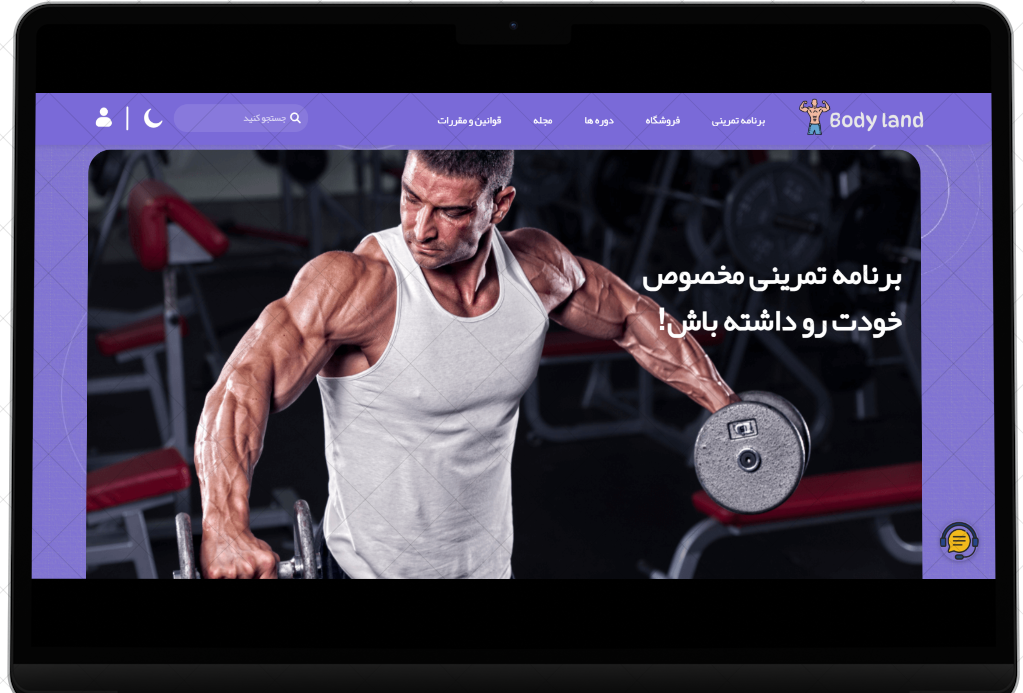 Body land
برنامه تمرینی
فروشگاه
دوره ها
مجله
قوانین و مقررات
جستجو کنید
برنامه تمرینی مخصوص
خودت رو داشته باش!